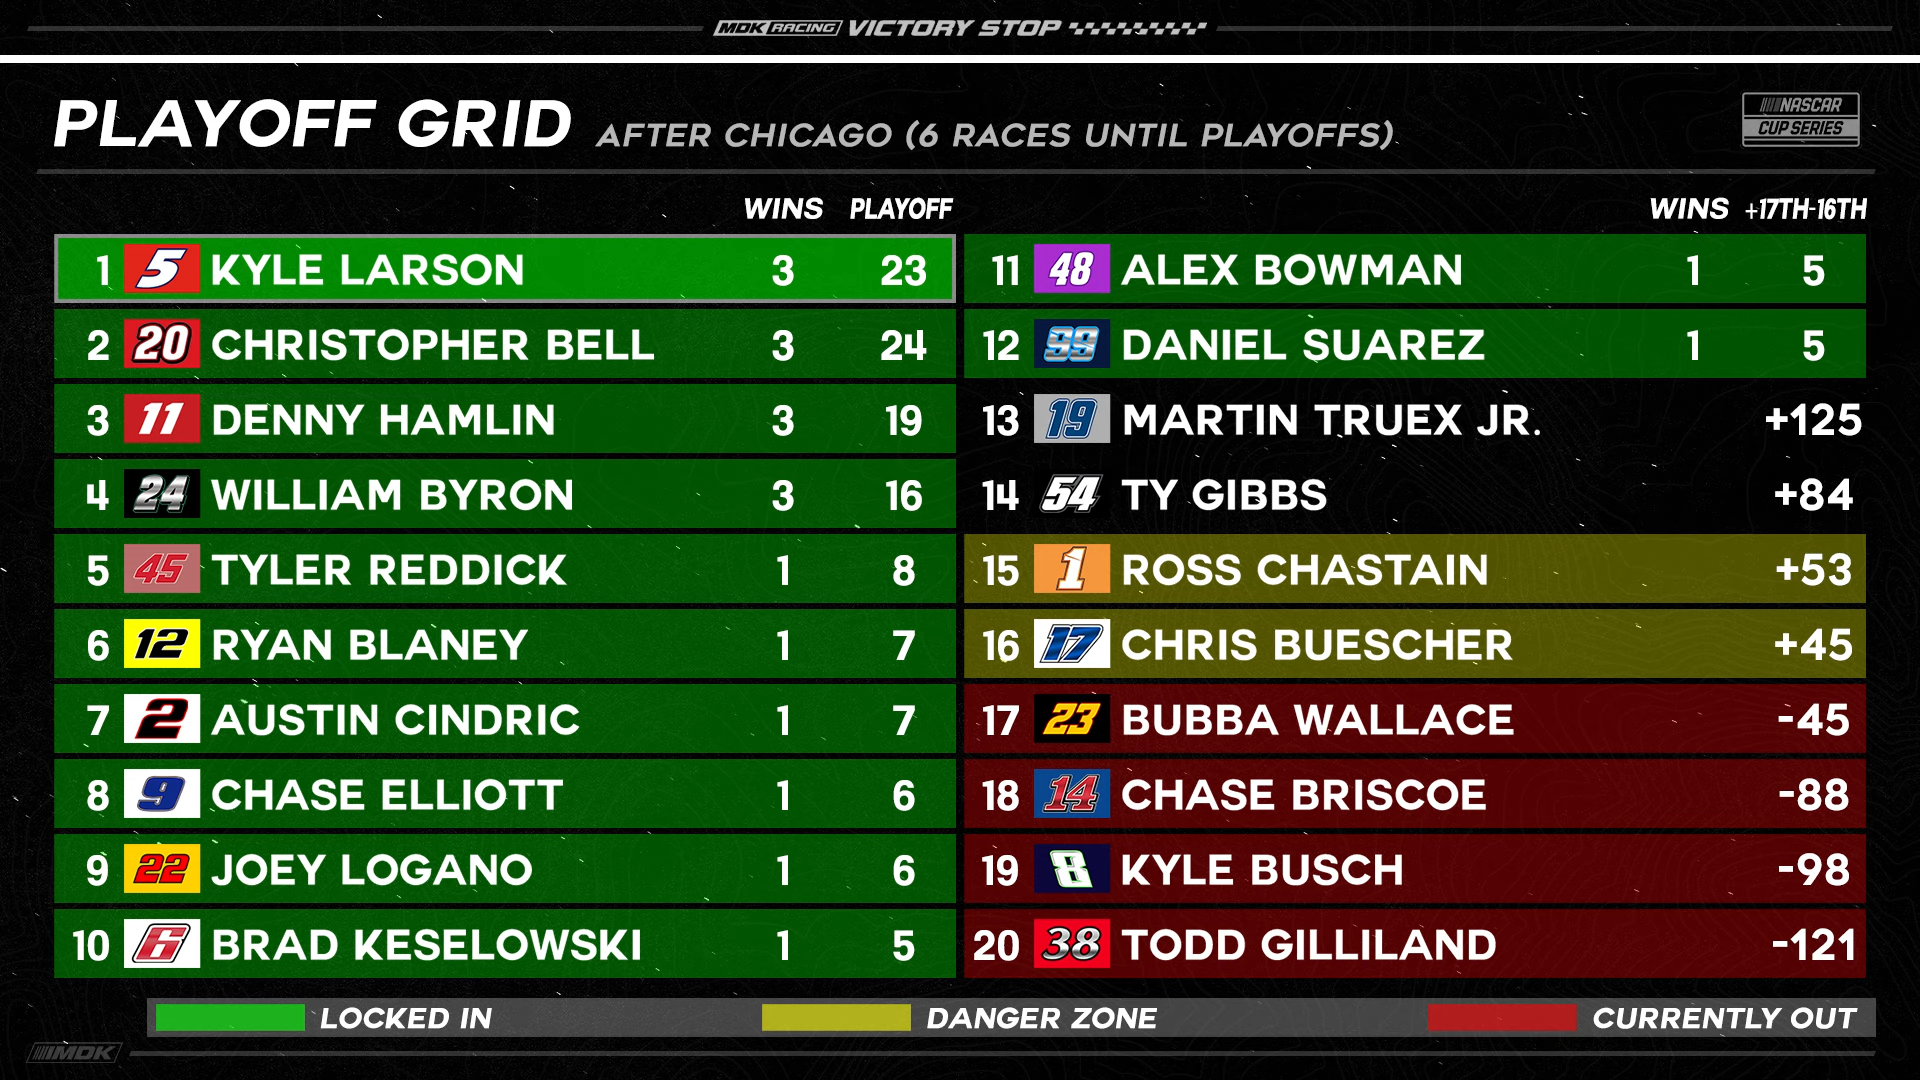 MDK RACING VICTORY STOP
PLAYOFF GRID AFTER CHICAGO (6 RACES UNTIL PLAYOFFS)
NASCAR
CUP SERIES
WINS PLAYOFF
1 5 KYLE LARSON 3 23
2 20 CHRISTOPHER BELL 3 24
3 11 DENNY HAMLIN 3 19
4 24 WILLIAM BYRON 3 16
5 45 TYLER REDDICK 1 8
6 12 RYAN BLANEY 1 7
7 2 AUSTIN CINDRIC 1 7
8 9 CHASE ELLIOTT 1 6
9 22 JOEY LOGANO 1 6
10 6 BRAD KESELOWSKI 1 5
WINS +17TH-16TH
11 48 ALEX BOWMAN 1 5
12 99 DANIEL SUAREZ 1 5
13 19 MARTIN TRUEX JR. +125
14 54 TY GIBBS +84
15 1 ROSS CHASTAIN +53
16 17 CHRIS BUESCHER +45
17 23 BUBBA WALLACE -45
18 14 CHASE BRISCOE -88
19 8 KYLE BUSCH -98
20 38 TODD GILLILAND -121
LOCKED IN DANGER ZONE CURRENTLY OUT
MDK